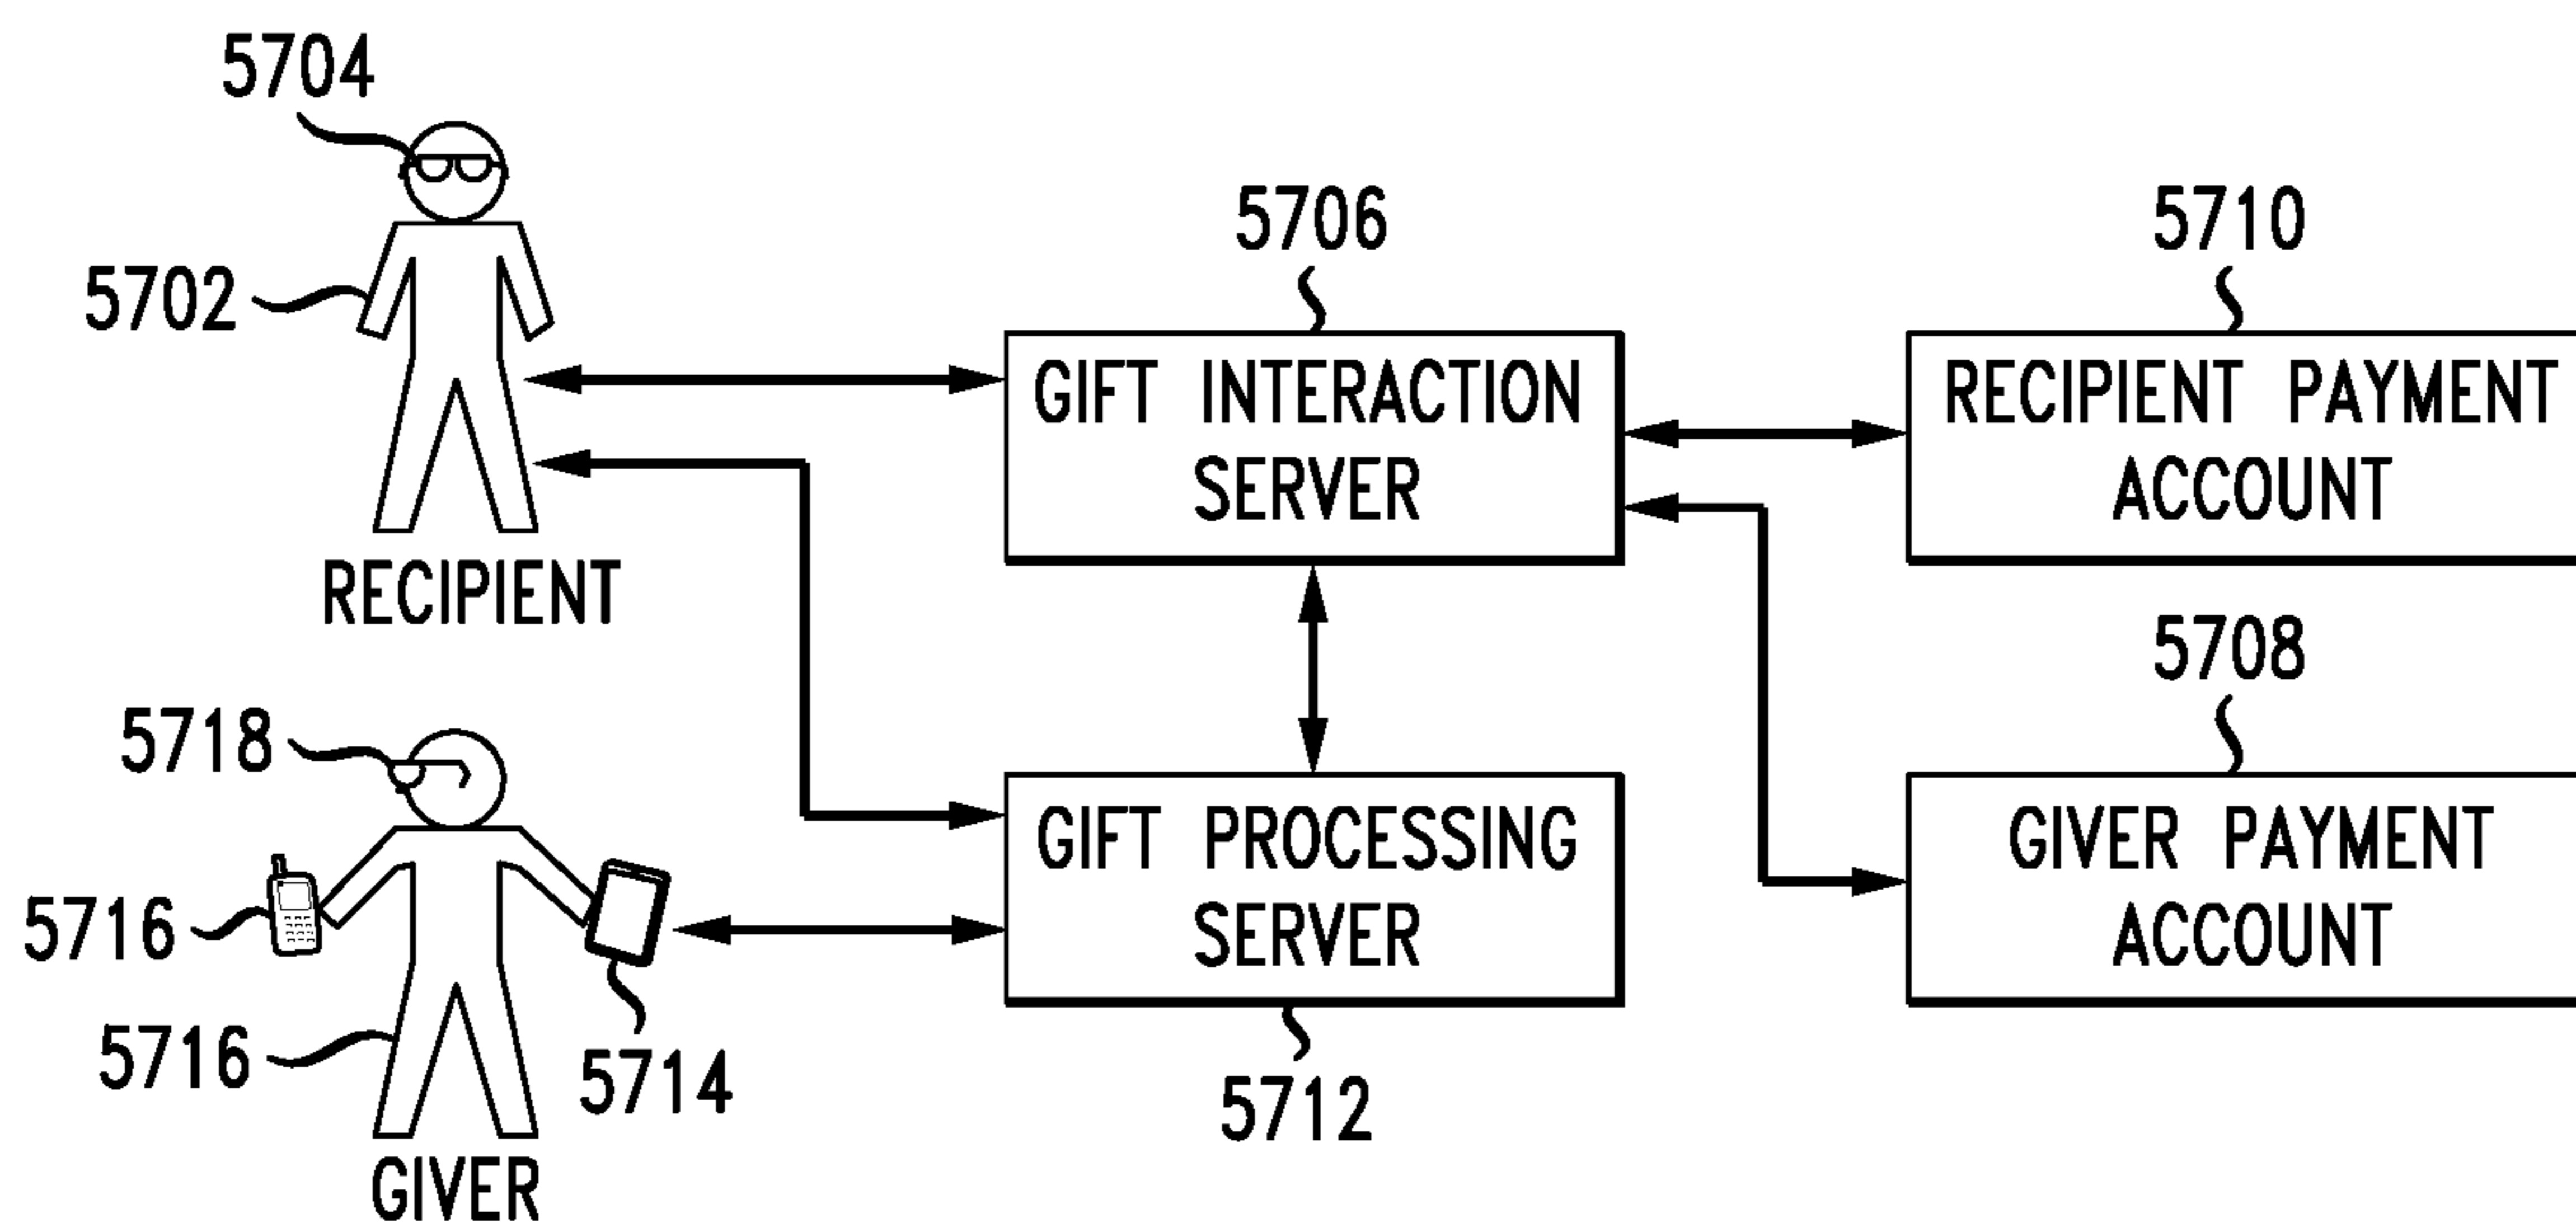 5704
5702
RECIPIENT
5706
GIFT INTERACTION
SERVER
5710
RECIPIENT PAYMENT
ACCOUNT
5718
5716
5716
5714
GIVER
GIFT PROCESSING
SERVER
5712
5708
GIVER PAYMENT
ACCOUNT